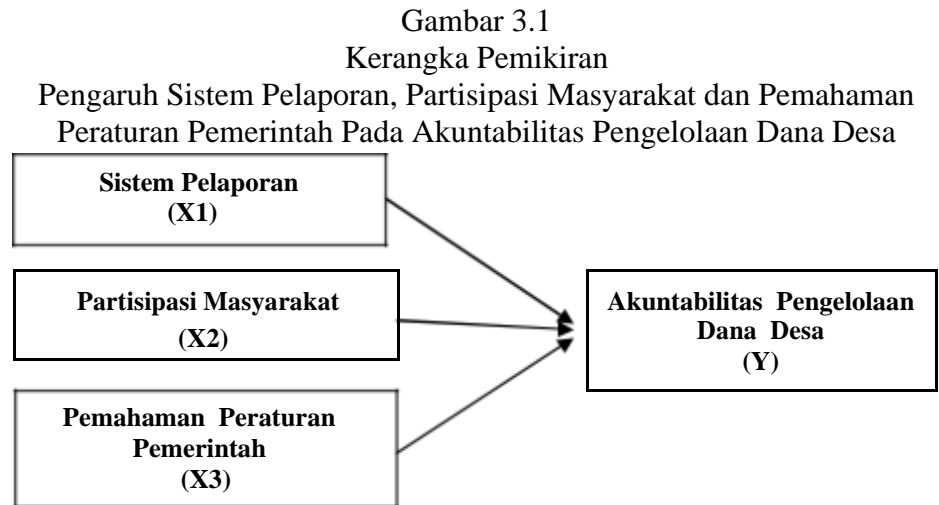 Gambar 3.1
Kerangka Pemikiran
Pengaruh Sistem Pelaporan, Partisipasi Masyarakat dan Pemahaman
Peraturan Pemerintah Pada Akuntabilitas Pengelolaan Dana Desa
Sistem Pelaporan
(X1)
Partisipasi Masyarakat
(X2)
Pemahaman Peraturan
Pemerintah
(X3)
Akuntabilitas Pengelolaan
Dana Desa
(Y)